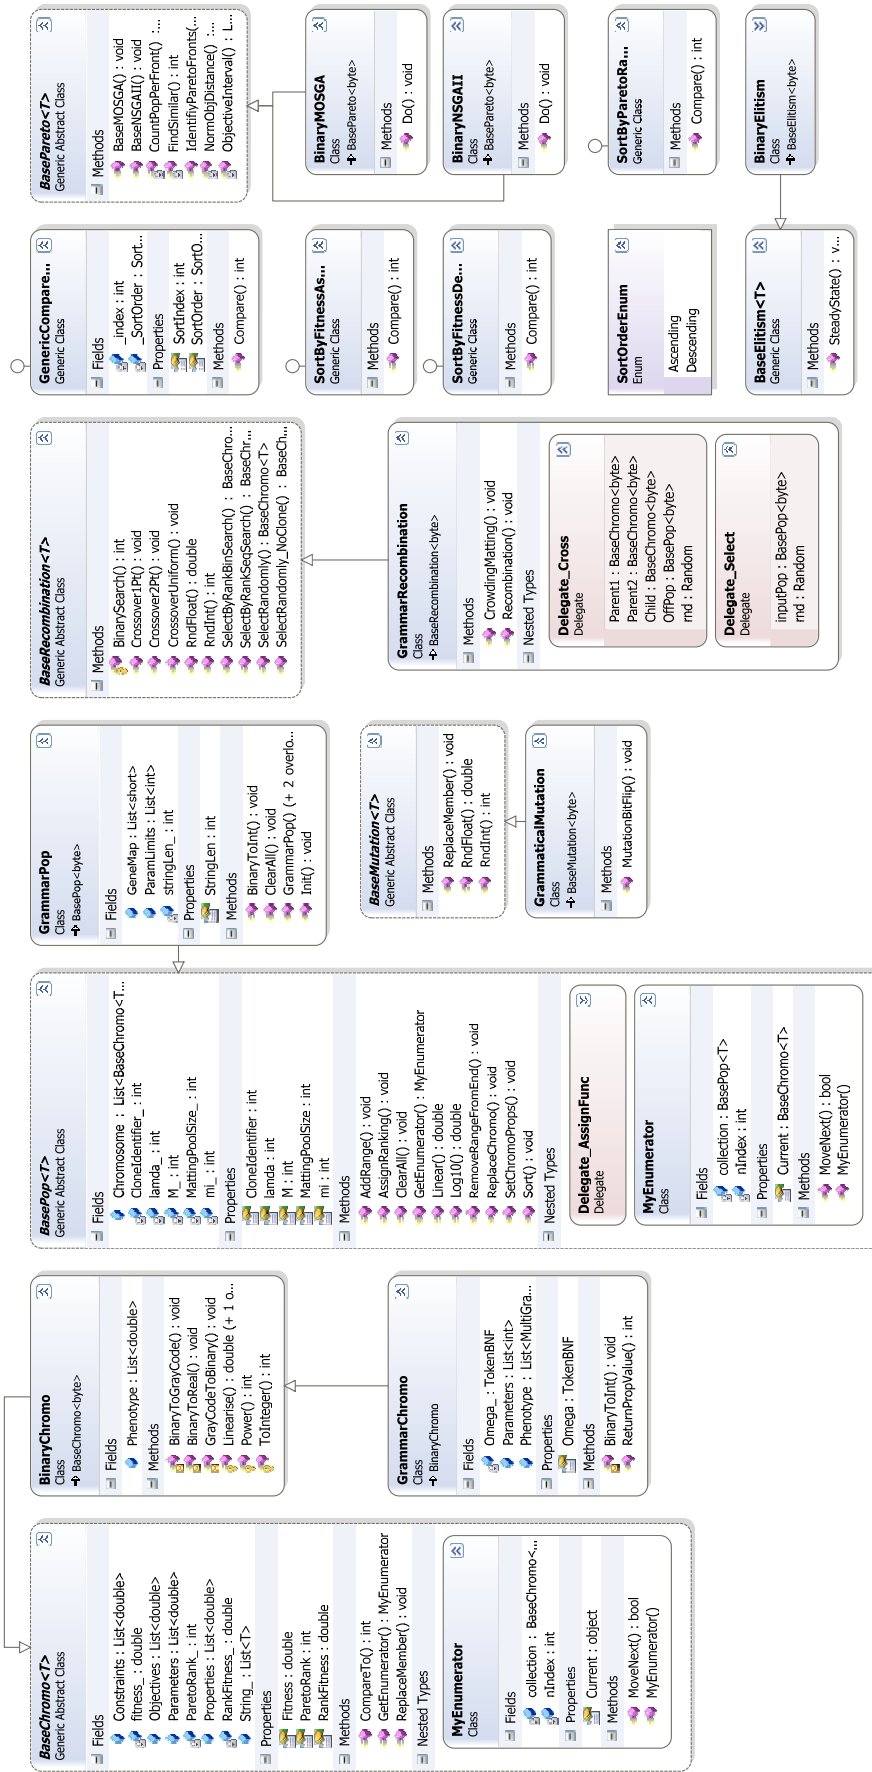 BaseChromo<T>
Generic Abstract Class
Fields
Constraints : List<double>
fitness_ : double
Objectives : List<double>
Parameters : List<double>
ParetoRank_ : int
Properties : List<double>
RankFitness_ : double
String_ : List<T>
Properties
Fitness : double
ParetoRank : int
RankFitness : double
Methods
CompareTo() : int
GetEnumerator() : MyEnumerator
ReplaceMember() : void
Nested Types
MyEnumerator
Class
Fields
collection : BaseChromo<...
nIndex : int
Properties
Current : object
Methods
MoveNext() : bool
MyEnumerator()
BinaryChromo
Class
BaseChromo<byte>
Fields
Phenotype : List<double>
Methods
BinaryToGrayCode() : void
BinaryToReal() : void
GrayCodeToBinary() : void
Linearise() : double (+ 1 o...
Power() : int
ToInteger() : int
GrammarChromo
Class
BinaryChromo
Fields
Omega_ : TokenBNF
Parameters : List<int>
Phenotype : List<MultiGra...
Properties
Omega : TokenBNF
Methods
BinaryToInt() : void
ReturnPropValue() : int
BasePop<T>
Generic Abstract Class
Fields
Chromosome : List<BaseChromo<T...
CloneIdentifier_ : int
lamda_ : int
M_ : int
MattingPoolSize_ : int
mi_ : int
Properties
CloneIdentifier : int
lamda : int
M : int
MattingPoolSize : int
mi : int
Methods
AddRange() : void
AssignRanking() : void
ClearAll() : void
GetEnumerator() : MyEnumerator
Linear() : double
Log10() : double
RemoveRangeFromEnd() : void
ReplaceChromo() : void
SetChromoProps() : void
Sort() : void
Nested Types
Delegate_AssignFunc
Delegate
MyEnumerator
Class
Fields
collection : BasePop<T>
nIndex : int
Properties
Current : BaseChromo<T>
Methods
MoveNext() : bool
MyEnumerator()
GrammarPop
Class
BasePop<byte>
Fields
GeneMap : List<short>
ParamLimits : List<int>
stringLen_ : int
Properties
StringLen : int
Methods
BinaryToInt() : void
ClearAll() : void
GrammarPop() (+ 2 overlo...
Init() : void
BaseMutation<T>
Generic Abstract Class
Methods
ReplaceMember() : void
RndFloat() : double
RndInt() : int
GrammaticalMutation
Class
BaseMutation<byte>
Methods
MutationBitFlip() : void
BaseRecombination<T>
Generic Abstract Class
Methods
BinarySearch() : int
Crossover1Pt() : void
Crossover2Pt() : void
CrossoverUniform() : void
RndFloat() : double
RndInt() : int
SelectByRankBinSearch() : BaseChro...
SelectByRankSeqSearch() : BaseChr...
SelectRandomly() : BaseChromo<T>
SelectRandomly_NoClone() : BaseCh...
GrammarRecombination
Class
BaseRecombination<byte>
Methods
CrowdingMatting() : void
Recombination() : void
Nested Types
Delegate_Cross
Delegate
Parent1 : BaseChromo<byte>
Parent2 : BaseChromo<byte>
Child : BaseChromo<byte>
OffPop : BasePop<byte>
rnd : Random
Delegate_Select
Delegate
inputPop : BasePop<byte>
rnd : Random
GenericCompare...
Generic Class
Fields
_index : int
_SortOrder : Sort...
Properties
SortIndex : int
SortOrder : SortO...
Methods
Compare() : int
SortByFitnessAs...
Generic Class
Methods
Compare() : int
SortByFitnessDe...
Generic Class
Methods
Compare() : int
SortOrderEnum
Enum
Ascending
Descending
BaseElitism<T>
Generic Class
Methods
SteadyState() : v...
BasePareto<T>
Generic Abstract Class
Methods
BaseMOSGA() : void
BaseNSGAII() : void
CountPopPerFront() : ...
FindSimilar() : int
IdentifiyParetoFronts(...
NormObjDistance() : ...
ObjectiveInterval() : L...
BinaryMOSGA
Class
BasePareto<byte>
Methods
Do() : void
BinaryNSGAII
Class
BasePareto<byte>
Methods
Do() : void
SortByParetoRa...
Generic Class
Methods
Compare() : int
BinaryElitism
Class
BaseElitism<byte>